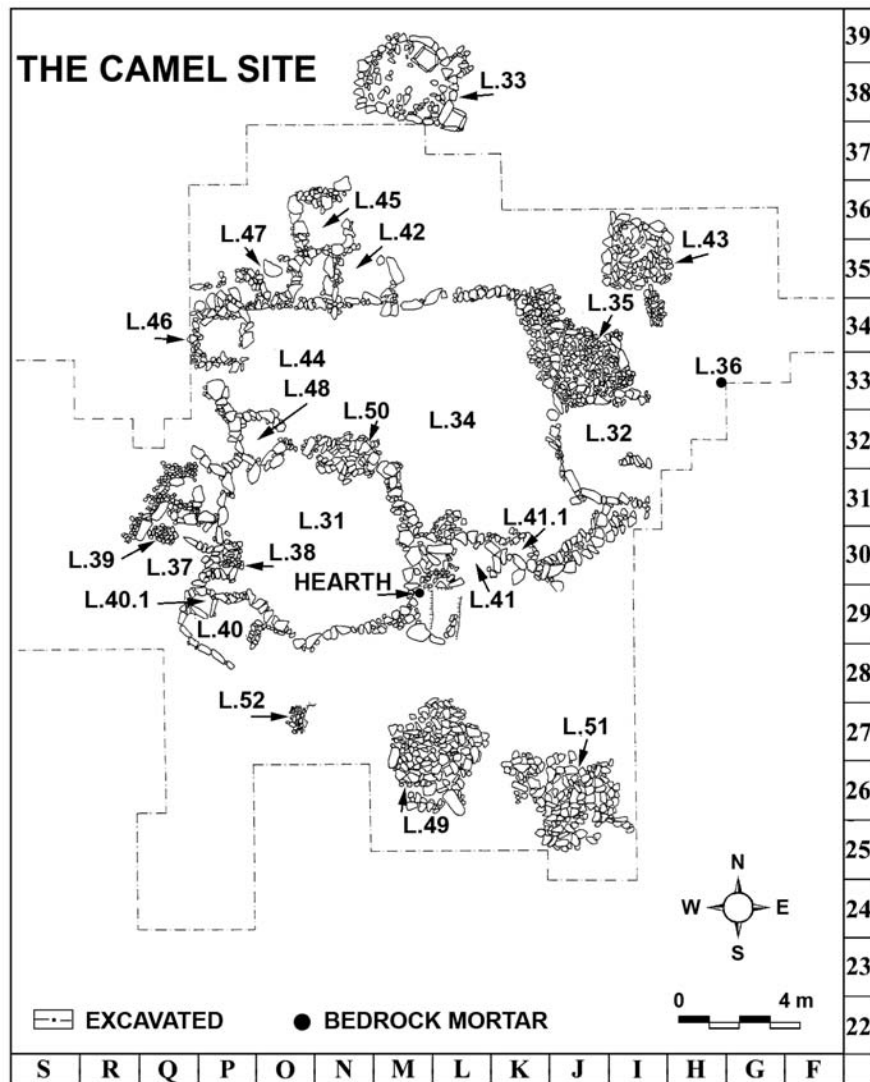 39
THE CAMEL SITE
L.33
38
37
L.45
36
L.47
L.42
L.43
35
L.46
L.35
34
L.44
L.36
33
L.48
L.50
L.34
L.32
32
31
L.31
L.41.1
L.39
L.37
L.38
30
HEARTH
L.41
L.40.1
29
L.40
28
L.52
L.51
27
26
L.49
25
N
W E
S
24
23
0 4 m
EXCAVATED
BEDROCK MORTAR
22
S R Q P O N M L K J I H G F